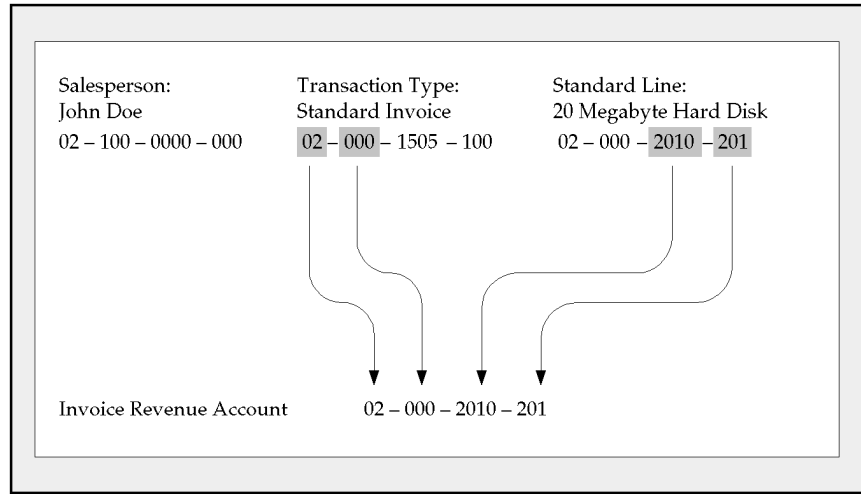 Salesperson:
John Doe
02 – 100 – 0000 – 000
Transaction Type:
Standard Invoice
02 – 000 – 1505 – 100
Standard Line:
20 Megabyte Hard Disk
02 – 000 – 2010 – 201
Invoice Revenue Account
02 – 000 – 2010 – 201